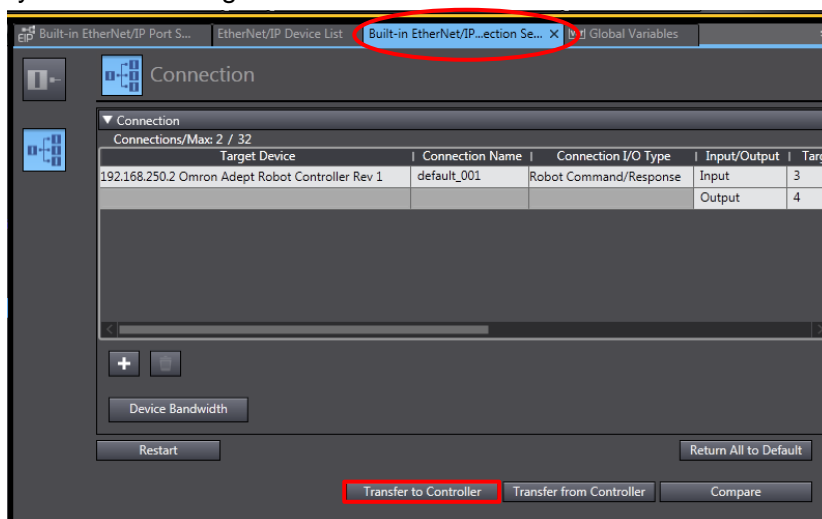 EIP Built-in EtherNet/IP Port S... EtherNet/IP Device List Built-in EtherNet/IP...ection Se... X Global Variables
Connection
▼ Connection
Connections/Max: 2 / 32
Target Device | Connection Name | Connection I/O Type | Input/Output | Targ
192.168.250.2 Omron Adept Robot Controller Rev 1 default_001 Robot Command/Response Input 3
Output 4
+
Device Bandwidth
Restart Return All to Default
Transfer to Controller Transfer from Controller Compare